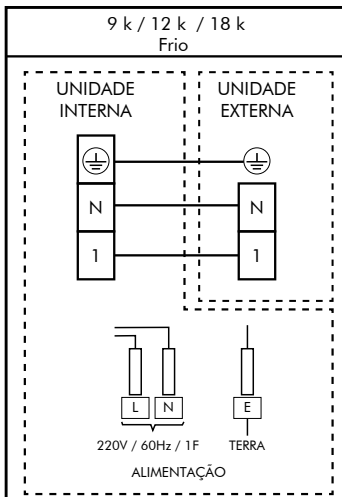 9 k / 12 k / 18 k
Frio
UNIDADE
INTERNA
UNIDADE
EXTERNA
N
N
1
1
L
N
E
220V / 60Hz / 1F
TERRA
ALIMENTAÇÃO